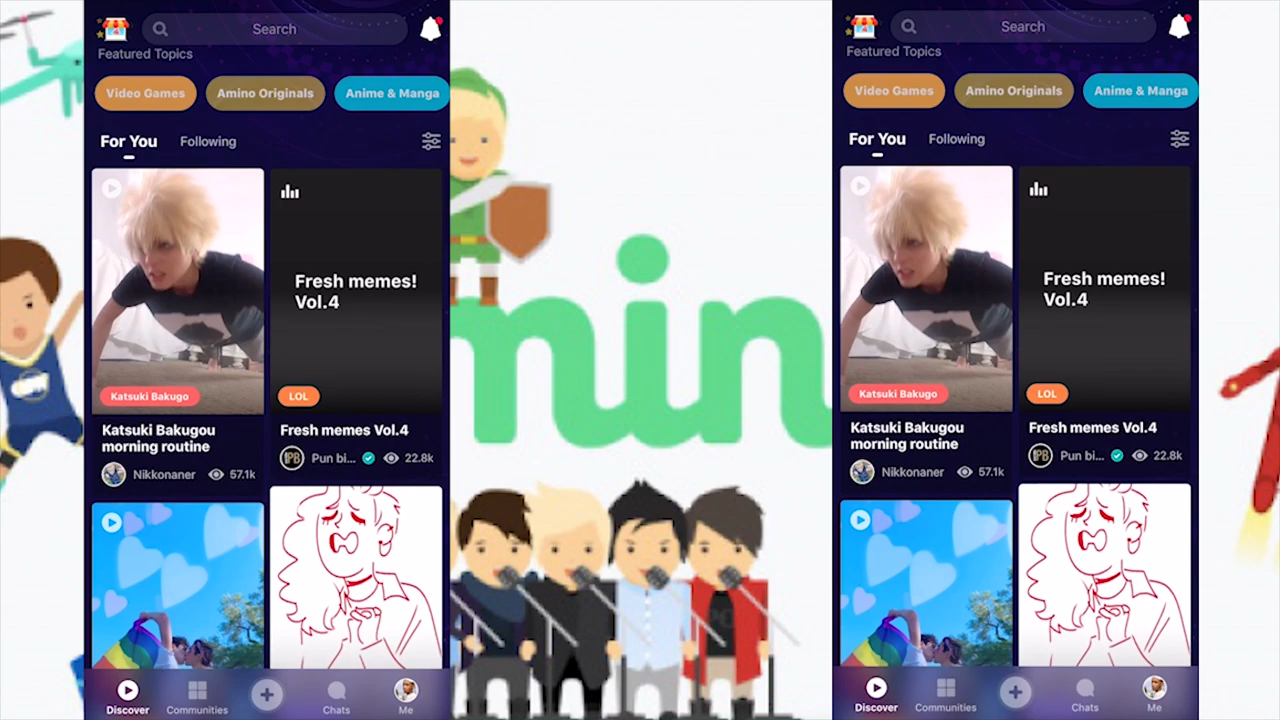 Search
Featured Topics
Video Games
Amino Originals
Anime & Manga
For You
Following
Fresh memes!
Vol.4
Katsuki Bakugo
LOL
Katsuki Bakugou
morning routine
Fresh memes Vol.4
Nikkonaner
57.1k
Pun bi...
22.8k
Discover
Communities
Chats
Me
min
Search
Featured Topics
Video Games
Amino Originals
Anime & Manga
For You
Following
Fresh memes!
Vol.4
Katsuki Bakugo
LOL
Katsuki Bakugou
morning routine
Fresh memes Vol.4
Nikkonaner
57.1k
Pun bi...
22.8k
Discover
Communities
Chats
Me